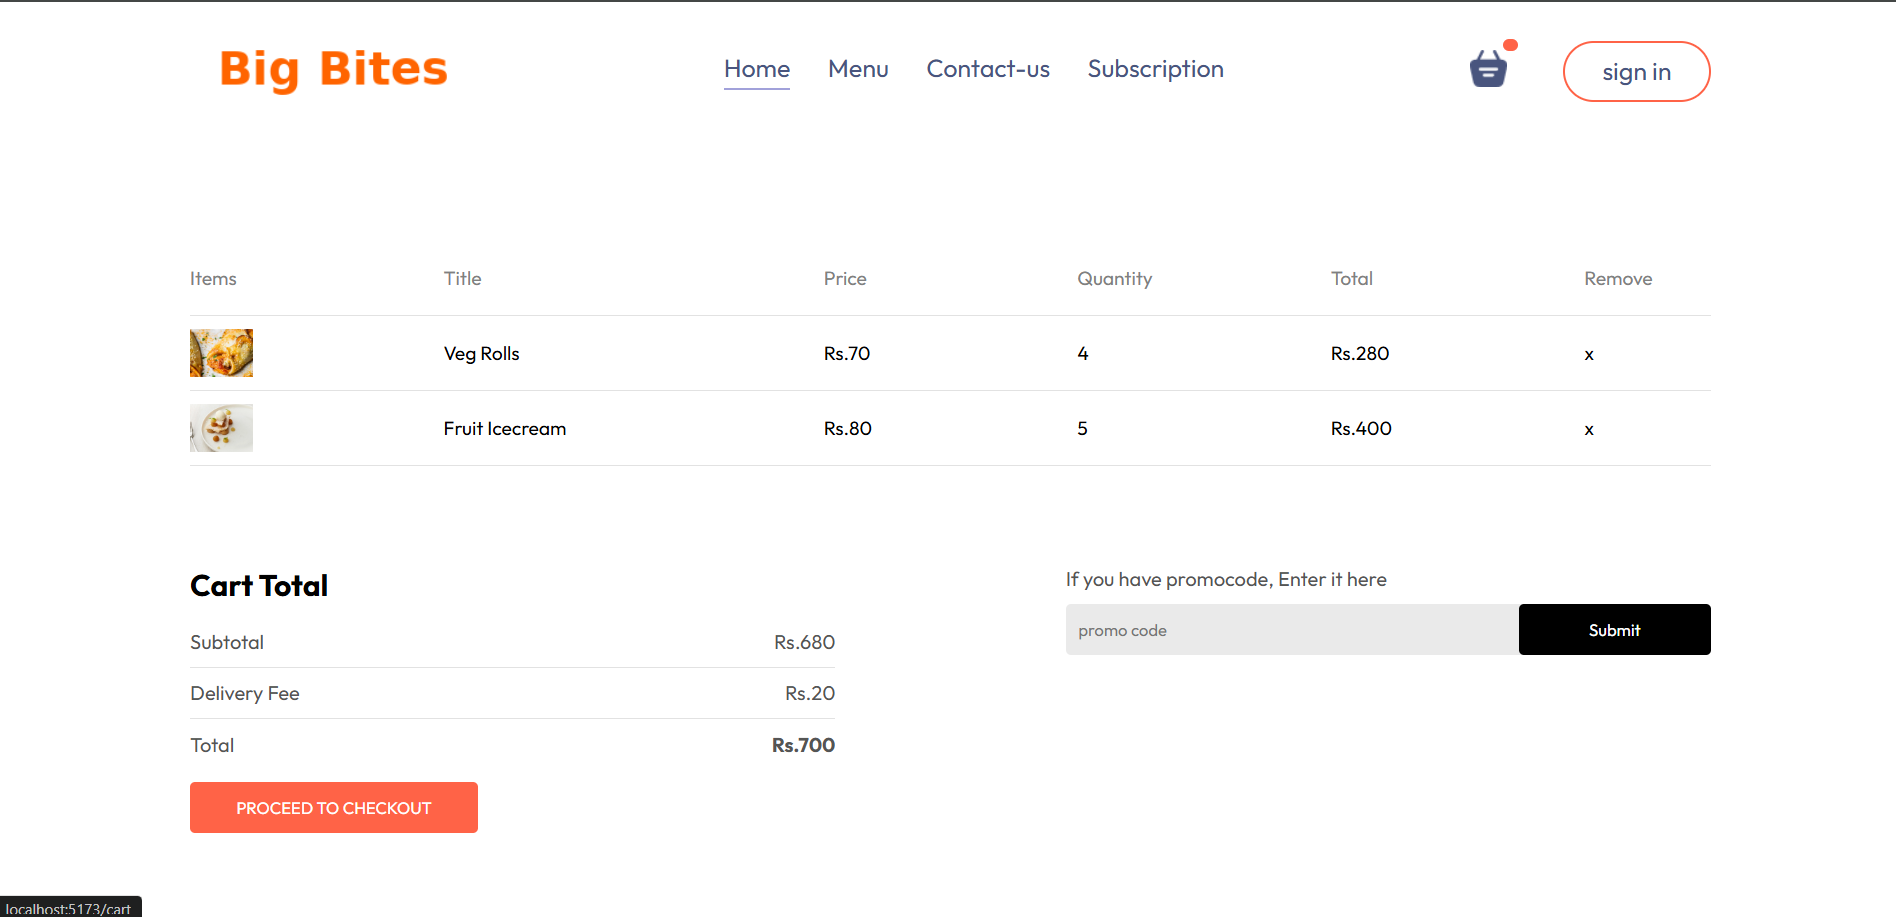 Big Bites
Home Menu Contact-us Subscription
sign in
Items Title Price Quantity Total Remove
Veg Rolls Rs.70 4 Rs.280 x
Fruit Icecream Rs.80 5 Rs.400 x
Cart Total
Subtotal Rs.680
Delivery Fee Rs.20
Total Rs.700
PROCEED TO CHECKOUT
If you have promocode, Enter it here
promo code Submit
localhost:5173/cart